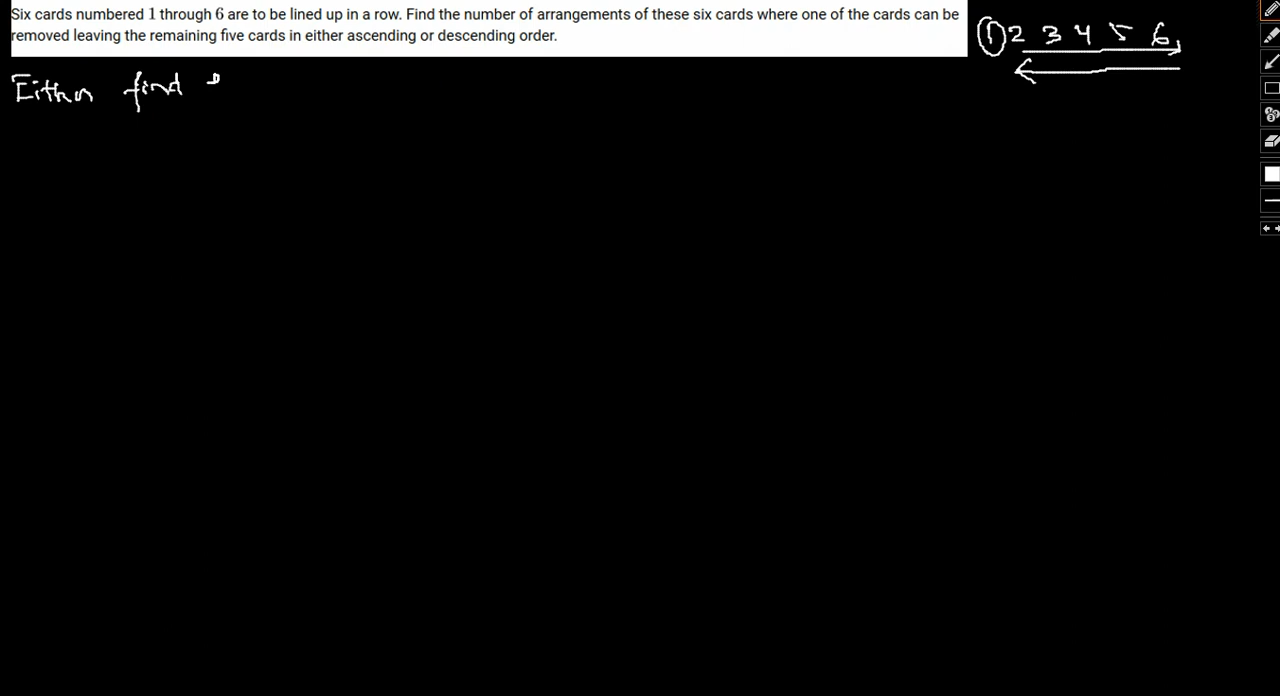 Six cards numbered 1 through 6 are to be lined up in a row. Find the number of arrangements of these six cards where one of the cards can be
removed leaving the remaining five cards in either ascending or descending order.
1 2 3 4 5 6
Either find